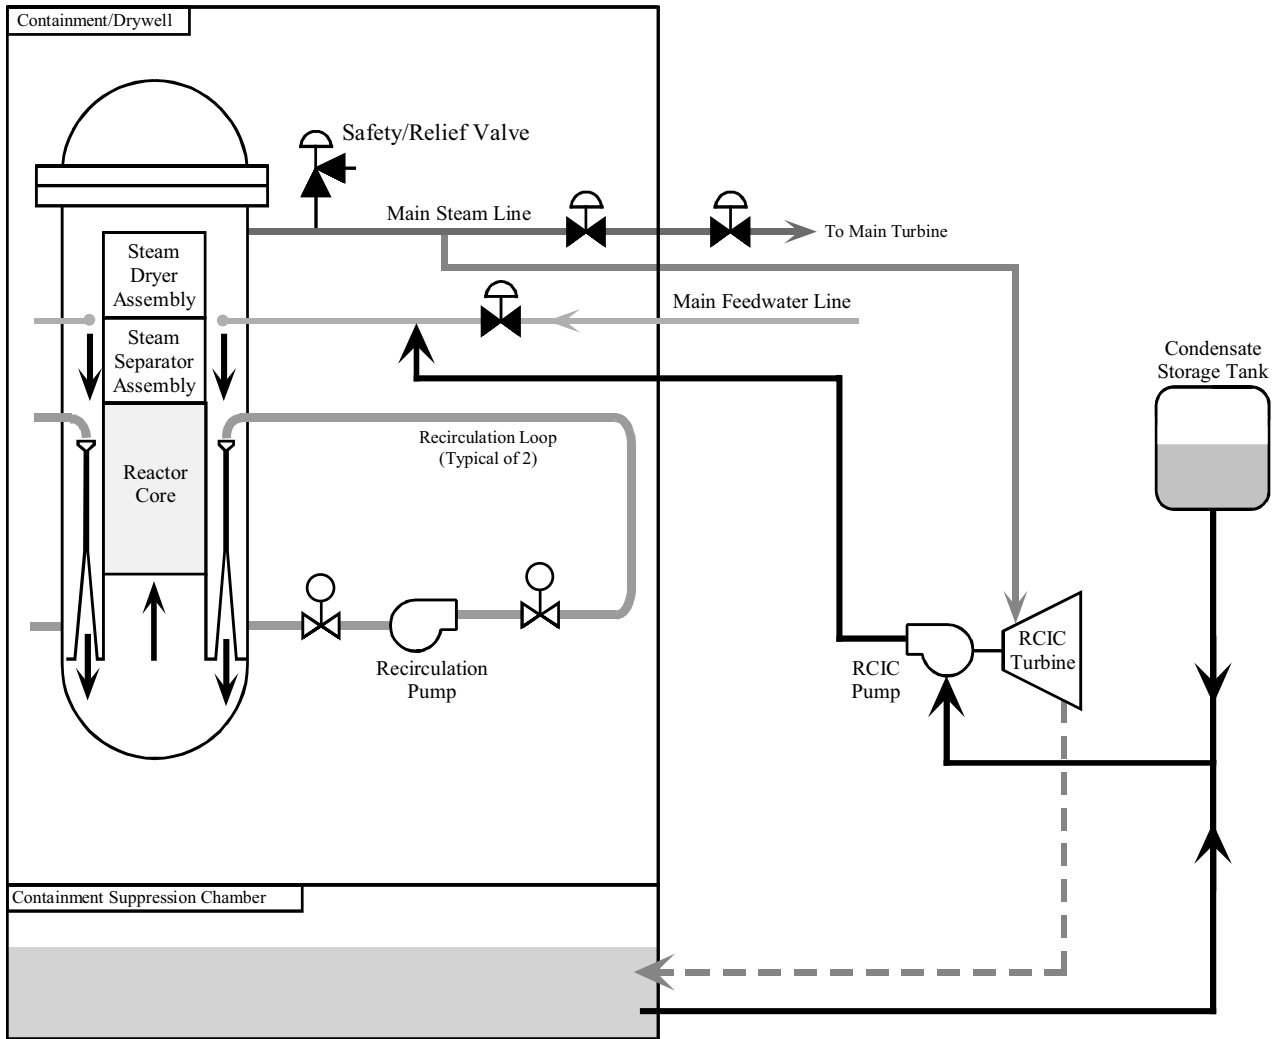 Containment/Drywell
Safety/Relief Valve
Main Steam Line
To Main Turbine
Steam
Dryer
Assembly
Main Feedwater Line
Steam
Separator
Assembly
Condensate
Storage Tank
Recirculation Loop
(Typical of 2)
Reactor
Core
RCIC
Turbine
Recirculation
Pump
RCIC
Pump
Containment Suppression Chamber